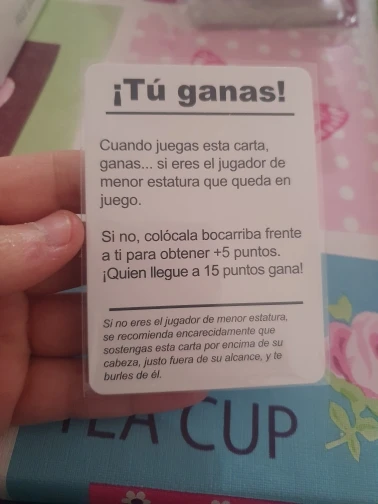 ¡Tú ganas!
Cuando juegas esta carta,
ganas... si eres el jugador de
menor estatura que queda en
juego.
Si no, colócala bocarriba frente
a ti para obtener +5 puntos.
¡Quien llegue a 15 puntos gana!
Si no eres el jugador de menor estatura,
se recomienda encarecidamente que
sostengas esta carta por encima de su
cabeza, justo fuera de su alcance, y te
burles de él.
TEA CUP